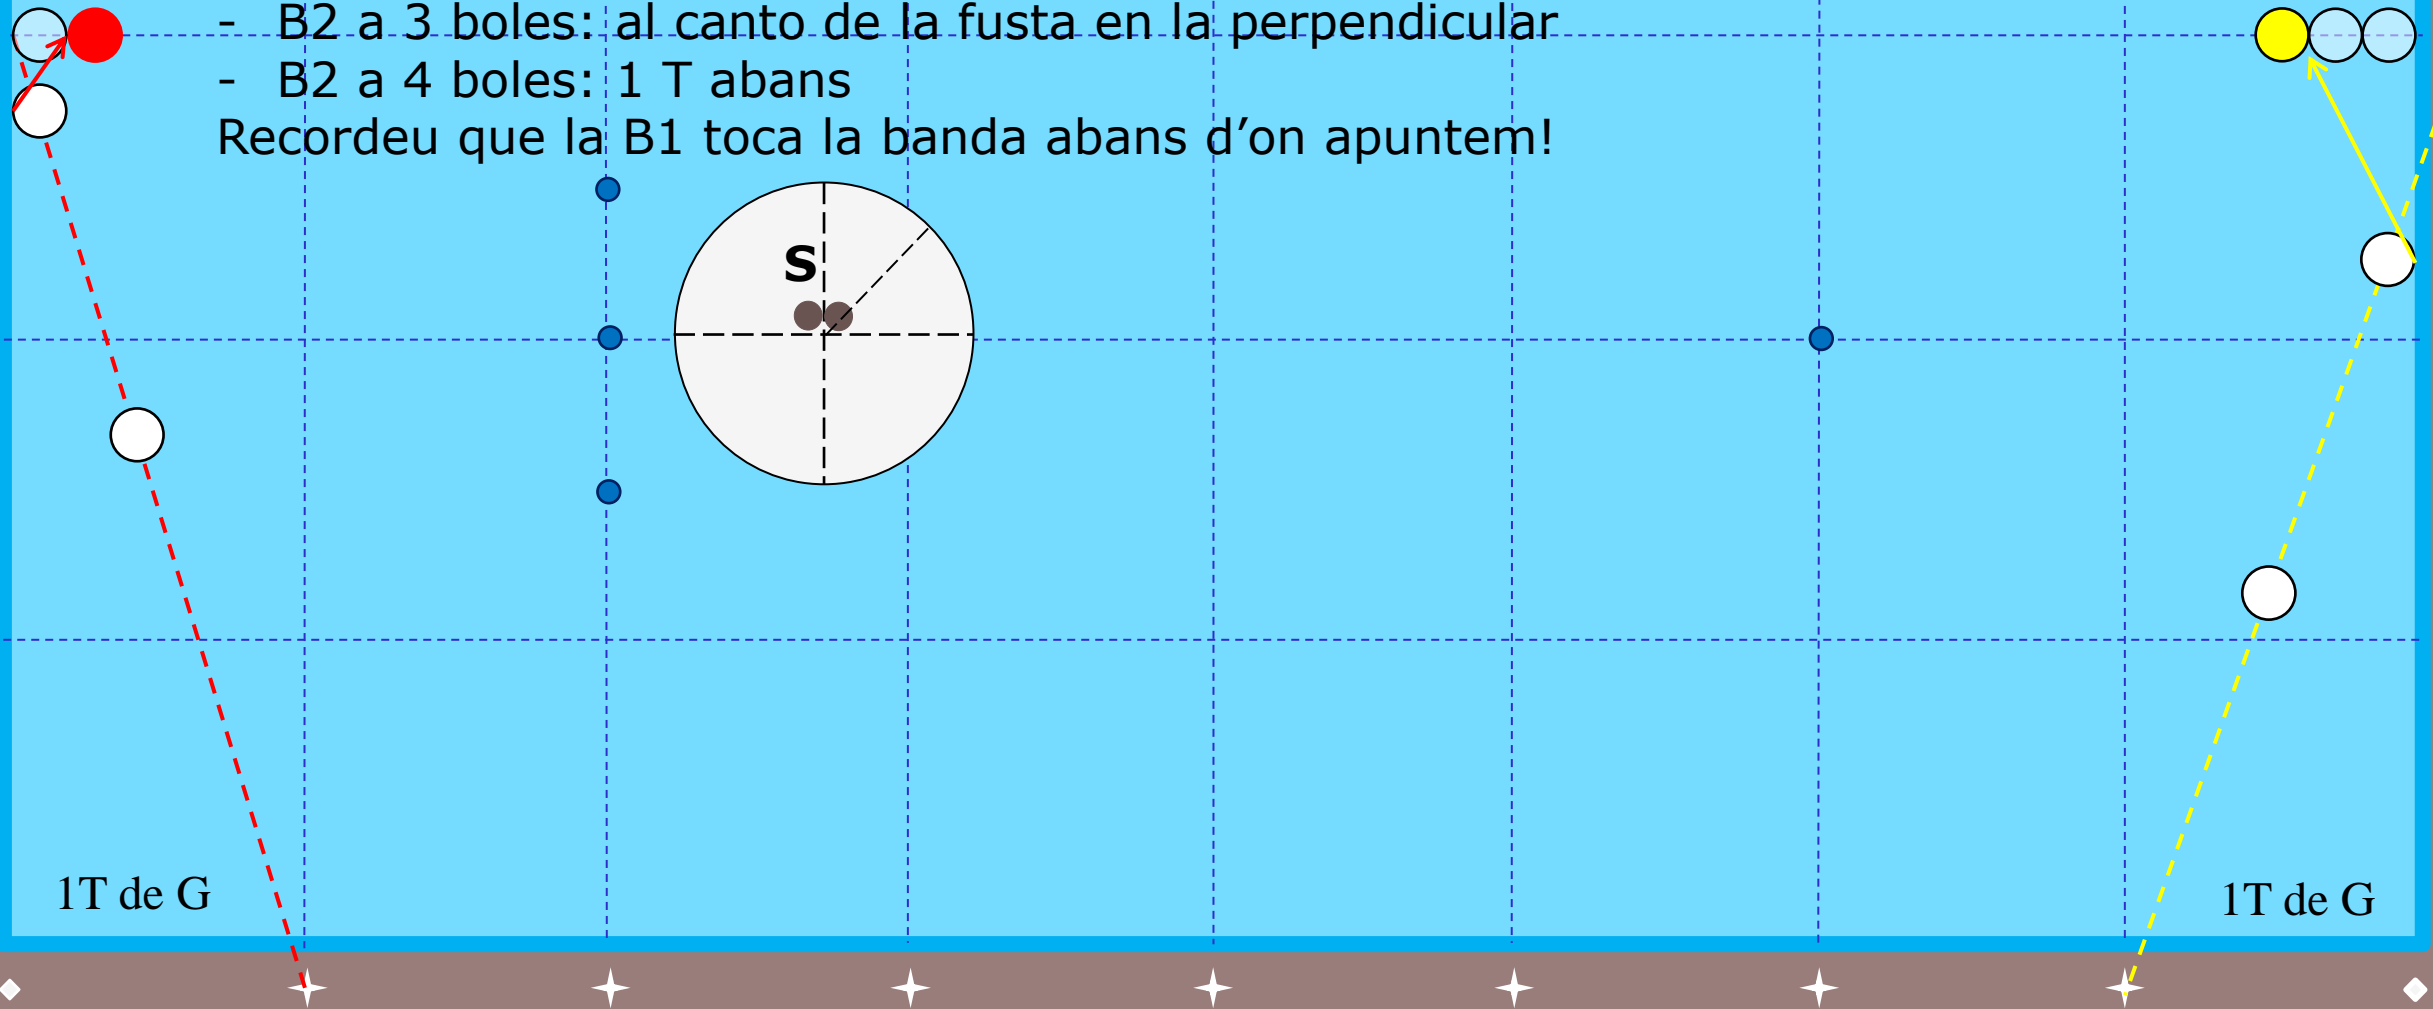 - B2 a 3 boles: al canto de la fusta en la perpendicular
- B2 a 4 boles: 1 T abans
Recordeu que la B1 toca la banda abans d’on apuntem!
S
1T de G
1T de G